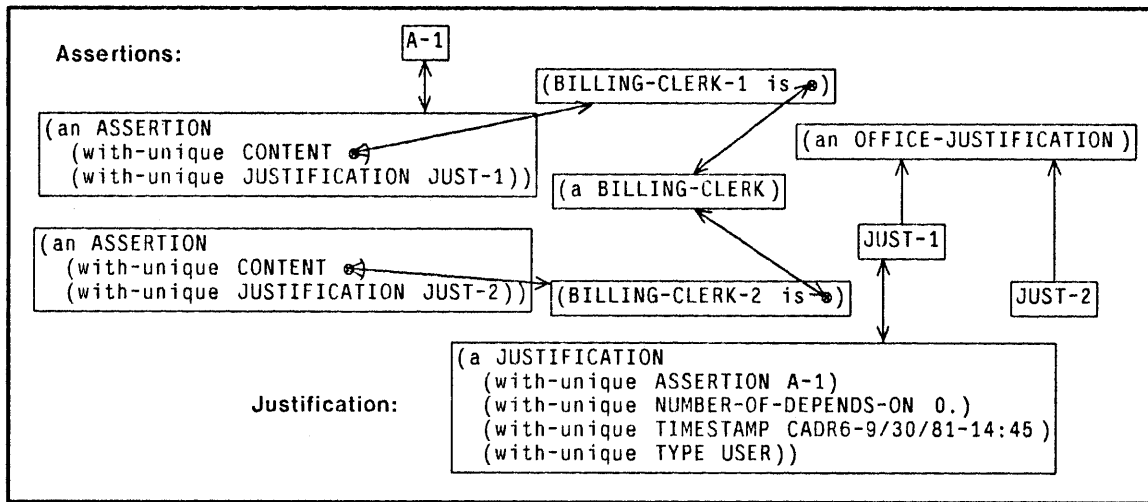 Assertions:
A-1
(BILLING-CLERK-1 is )
(an ASSERTION
(with-unique CONTENT )
(with-unique JUSTIFICATION JUST-1))
(an OFFICE-JUSTIFICATION)
(a BILLING-CLERK)
(an ASSERTION
(with-unique CONTENT )
(with-unique JUSTIFICATION JUST-2))
JUST-1
(BILLING-CLERK-2 is )
JUST-2
Justification:
(a JUSTIFICATION
(with-unique ASSERTION A-1)
(with-unique NUMBER-OF-DEPENDS-ON 0.)
(with-unique TIMESTAMP CADR6-9/30/81-14:45)
(with-unique TYPE USER))